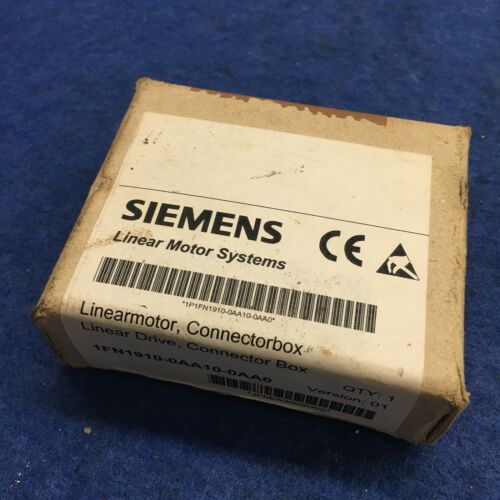 SIEMENS
Linear Motor Systems
CE
*1P1FN1910-0AA10-0AA0*
Linearmotor, Connectorbox
Linear Drive, Connector Box
1FN1910-0AA10-0AA0
QTY: 1
Version: 01